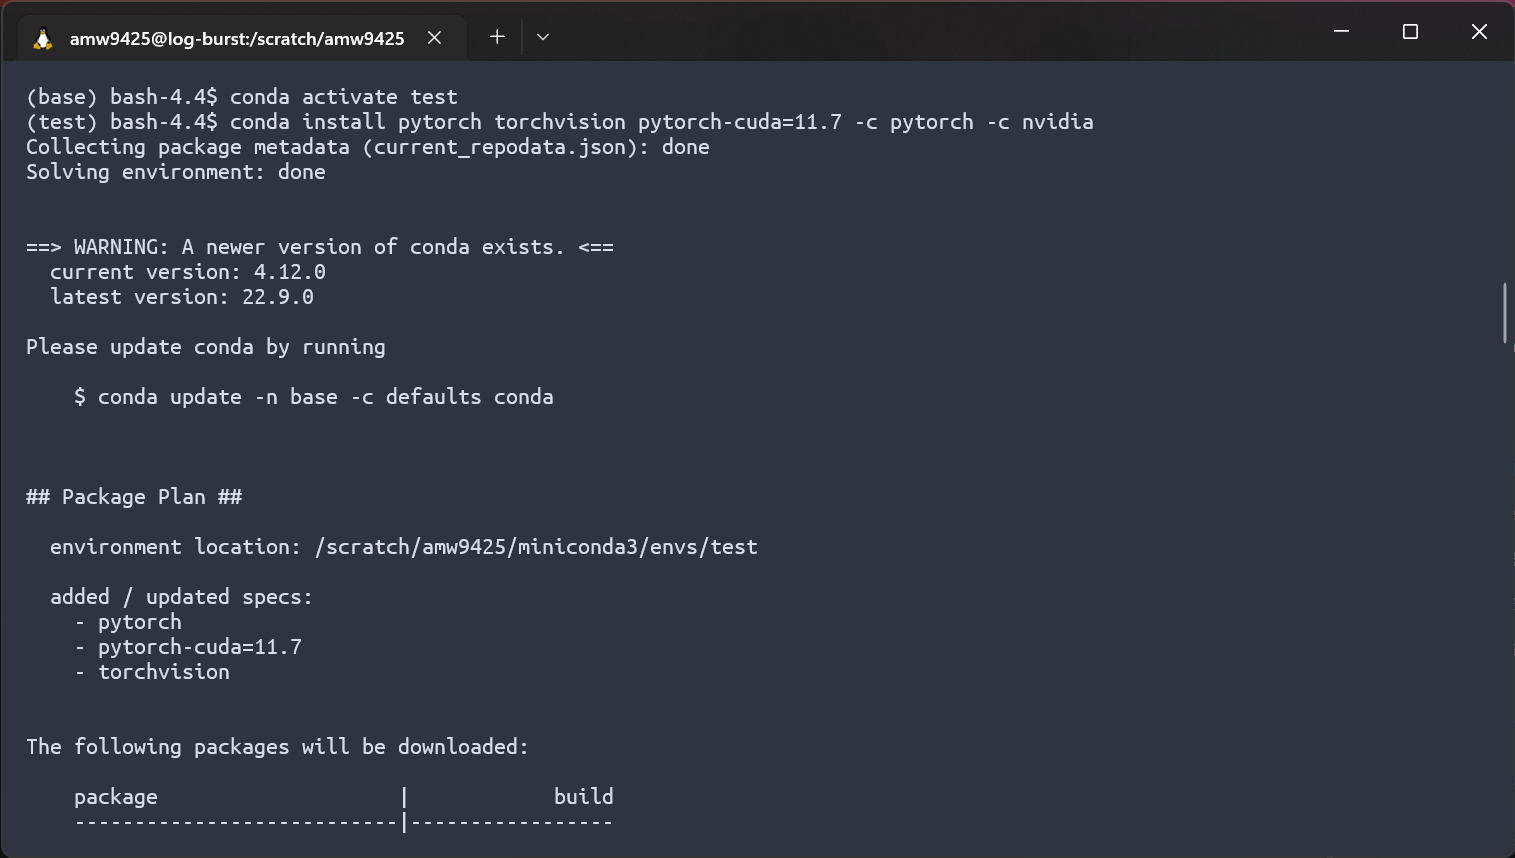 amw9425@log-burst:/scratch/amw9425
(base) bash-4.4$ conda activate test
(test) bash-4.4$ conda install pytorch torchvision pytorch-cuda=11.7 -c pytorch -c nvidia
Collecting package metadata (current_repodata.json): done
Solving environment: done
==> WARNING: A newer version of conda exists. <==
  current version: 4.12.0
  latest version: 22.9.0
Please update conda by running
    $ conda update -n base -c defaults conda
## Package Plan ##
  environment location: /scratch/amw9425/miniconda3/envs/test
  added / updated specs:
    - pytorch
    - pytorch-cuda=11.7
    - torchvision
The following packages will be downloaded:
    package                    |            build
    ---------------------------|-----------------